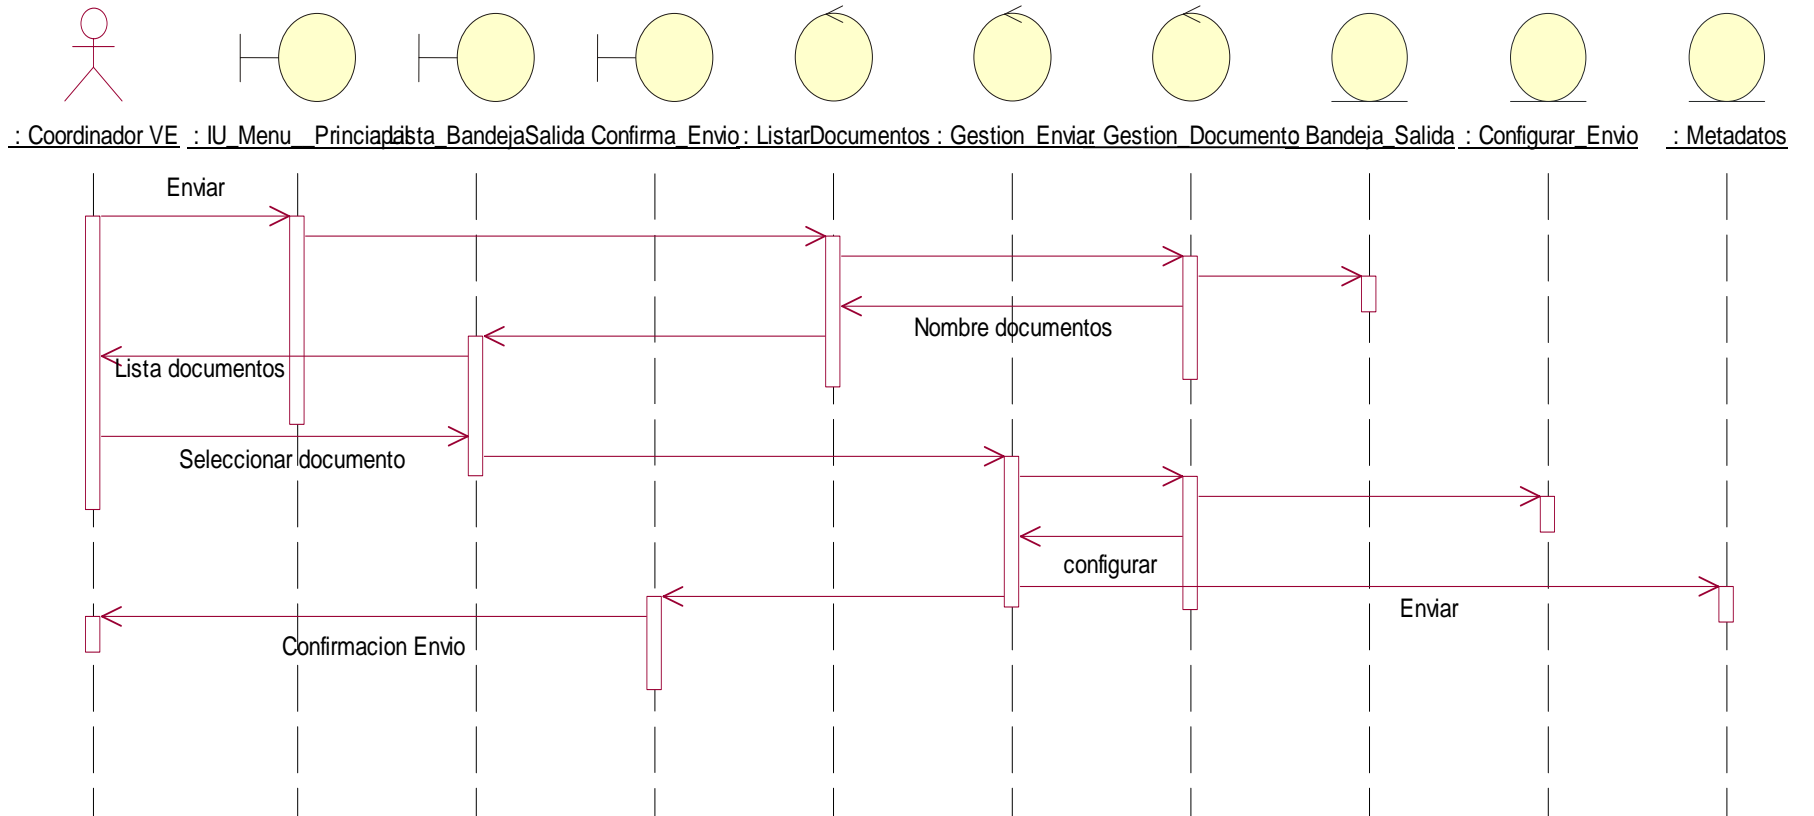 : Coordinador VE
: IU_Menu__Principal
Lista_BandejaSalida
Confirma_Envio
: ListarDocumentos
: Gestion_Enviar
: Gestion_Documento
Bandeja_Salida
: Configurar_Envio
: Metadatos
Enviar
Nombre documentos
Lista documentos
Seleccionar documento
configurar
Enviar
Confirmacion Envio